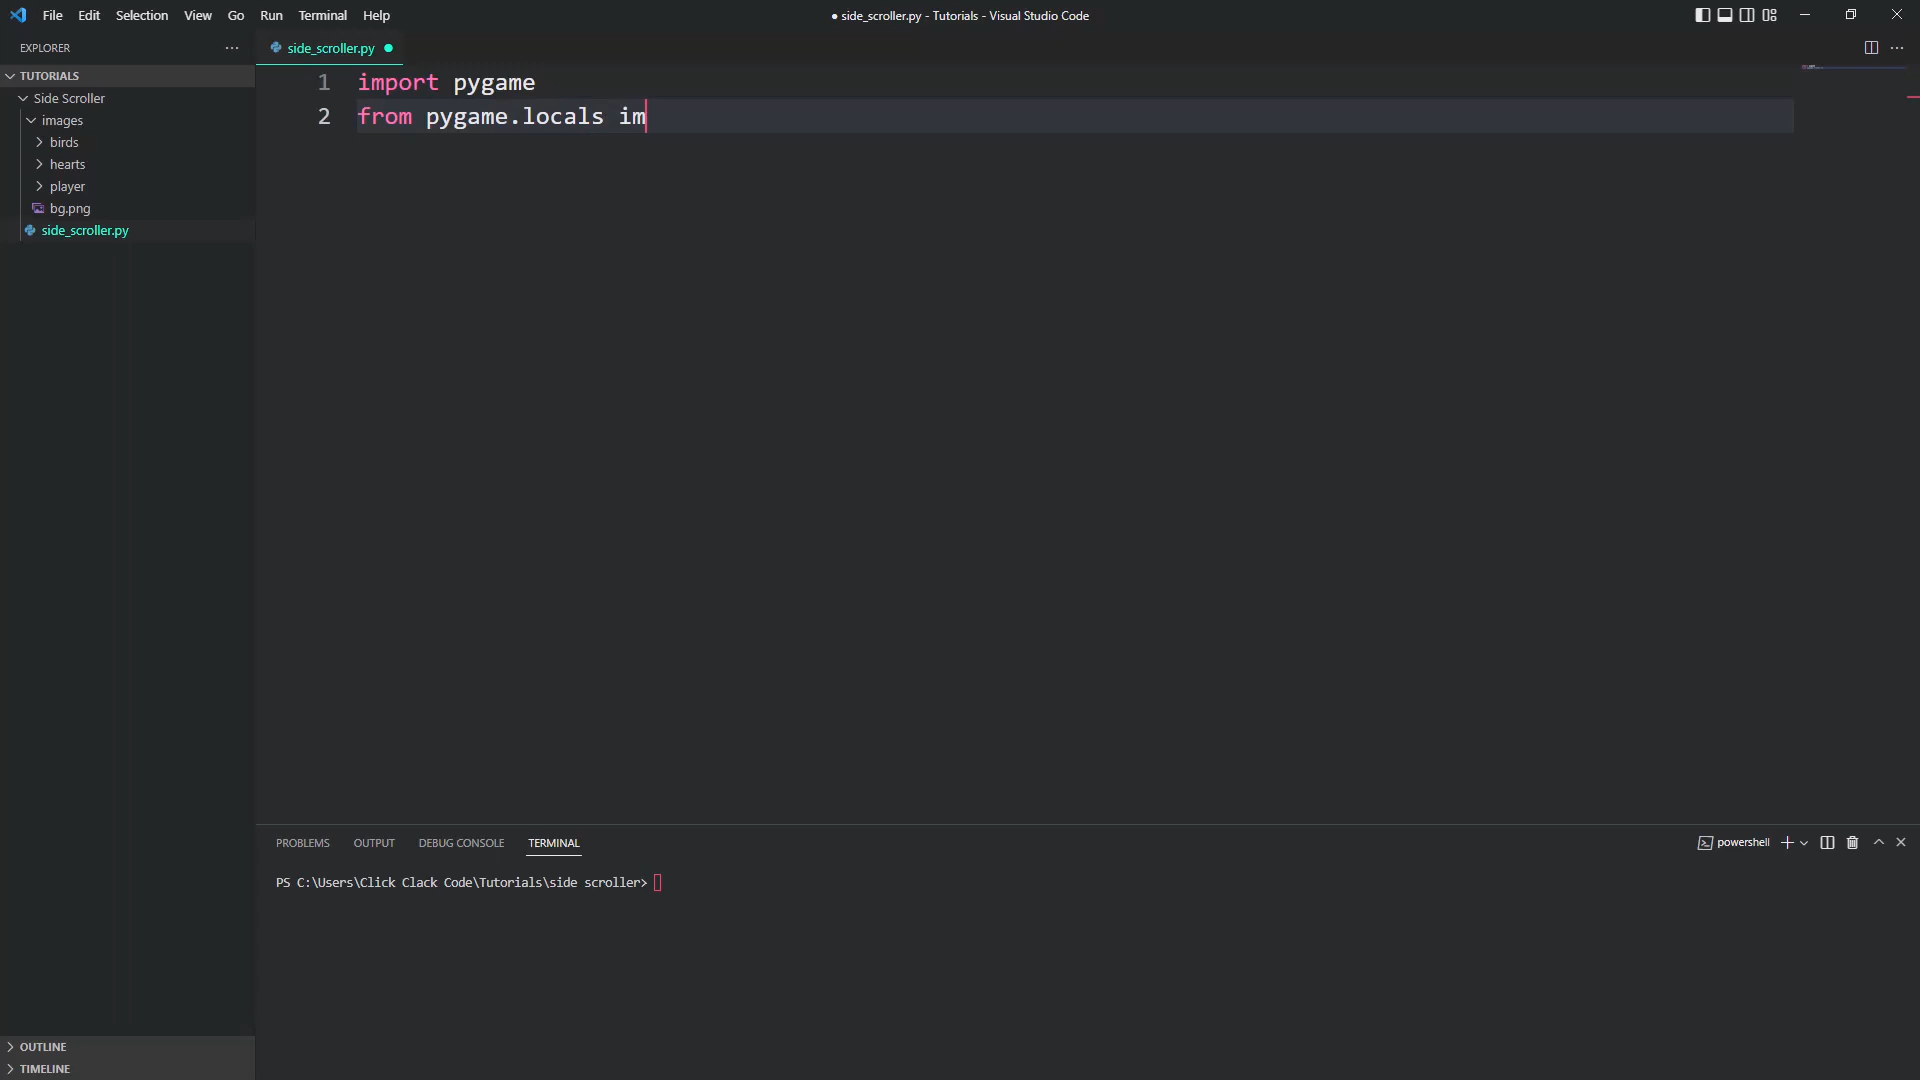 File Edit Selection View Go Run Terminal Help
● side_scroller.py - Tutorials - Visual Studio Code
EXPLORER
TUTORIALS
Side Scroller
images
birds
hearts
player
bg.png
side_scroller.py
side_scroller.py
1 import pygame
2 from pygame.locals im
PROBLEMS OUTPUT DEBUG CONSOLE TERMINAL
powershell
PS C:\Users\Click Clack Code\Tutorials\side scroller>
OUTLINE
TIMELINE